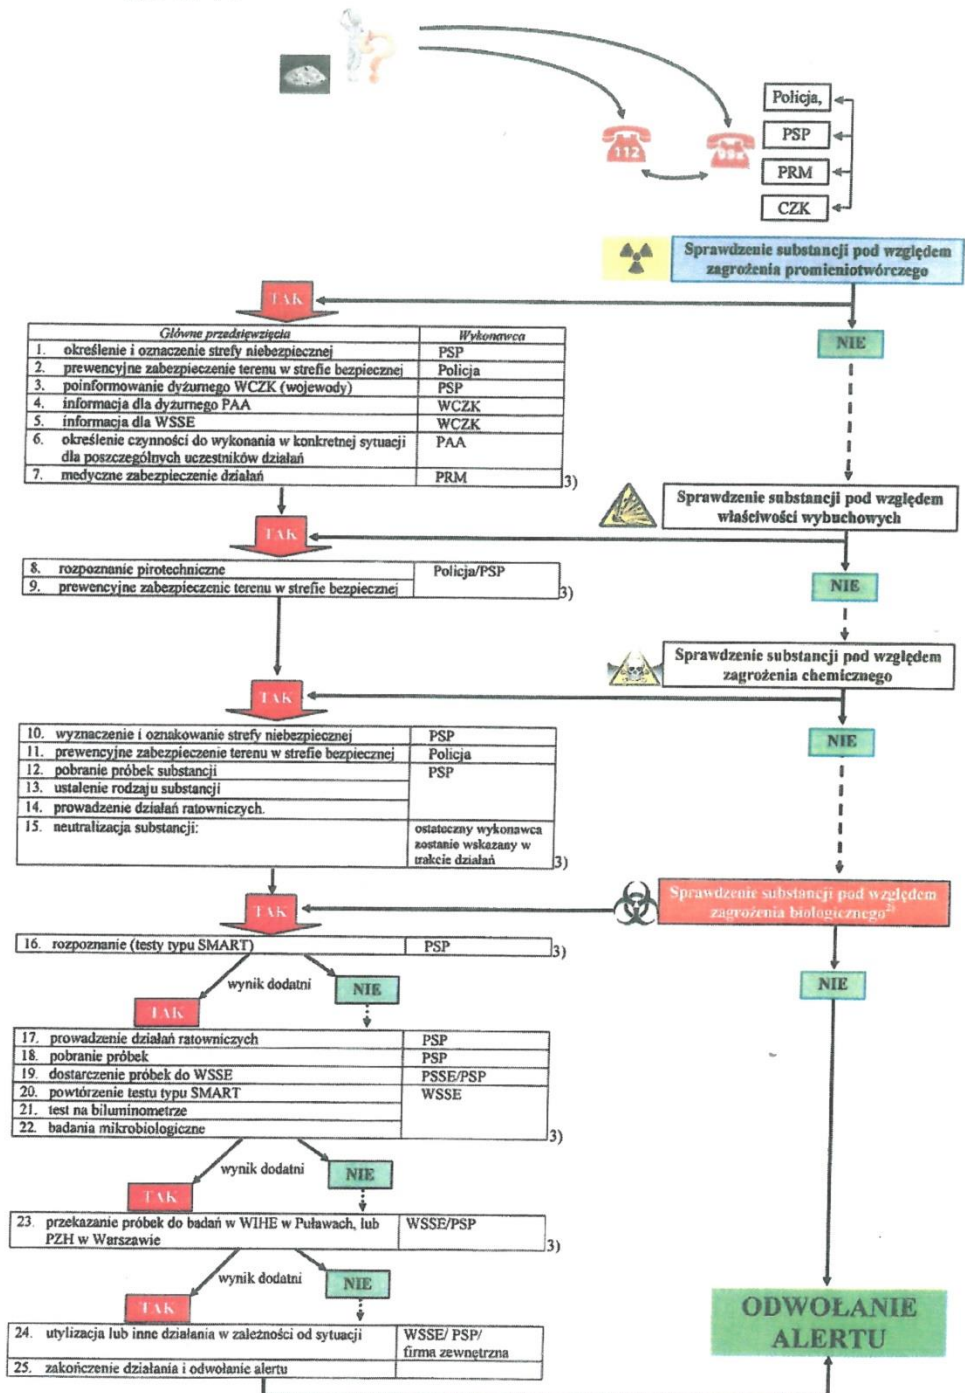 112
998
Policja,
PSP
PRM
CZK
Sprawdzenie substancji pod względem
zagrożenia promieniotwórczego
TAK
NIE
Główne przedsięwzięcia Wykonawca
1. określenie i oznaczenie strefy niebezpiecznej PSP
2. prewencyjne zabezpieczenie terenu w strefie bezpiecznej Policja
3. poinformowanie dyżurnego WCZK (wojewody) PSP
4. informacja dla dyżurnego PAA WCZK
5. informacja dla WSSE WCZK
6. określenie czynności do wykonania w konkretnej sytuacji PAA
dla poszczególnych uczestników działań
7. medyczne zabezpieczenie działań PRM 3)
Sprawdzenie substancji pod względem
właściwości wybuchowych
TAK
8. rozpoznanie pirotechniczne Policja/PSP
9. prewencyjne zabezpieczenie terenu w strefie bezpiecznej 3)
NIE
Sprawdzenie substancji pod względem
zagrożenia chemicznego
TAK
10. wyznaczenie i oznakowanie strefy niebezpiecznej PSP
11. prewencyjne zabezpieczenie terenu w strefie bezpiecznej Policja
12. pobranie próbek substancji PSP
13. ustalenie rodzaju substancji
14. prowadzenie działań ratowniczych.
15. neutralizacja substancji: ostateczny wykonawca
zostanie wskazany w
trakcie działań 3)
NIE
Sprawdzenie substancji pod względem
zagrożenia biologicznego2)
TAK
16. rozpoznanie (testy typu SMART) PSP 3)
NIE
wynik dodatni
NIE
TAK
17. prowadzenie działań ratowniczych PSP
18. pobranie próbek PSP
19. dostarczenie próbek do WSSE PSSE/PSP
20. powtórzenie testu typu SMART WSSE
21. test na biluminometrze
22. badania mikrobiologiczne 3)
wynik dodatni
NIE
TAK
23. przekazanie próbek do badań w WIHE w Puławach, lub WSSE/PSP
PZH w Warszawie 3)
wynik dodatni
NIE
TAK
24. utylizacja lub inne działania w zależności od sytuacji WSSE/ PSP/
firma zewnętrzna
25. zakończenie działania i odwołanie alertu
ODWOŁANIE
ALERTU